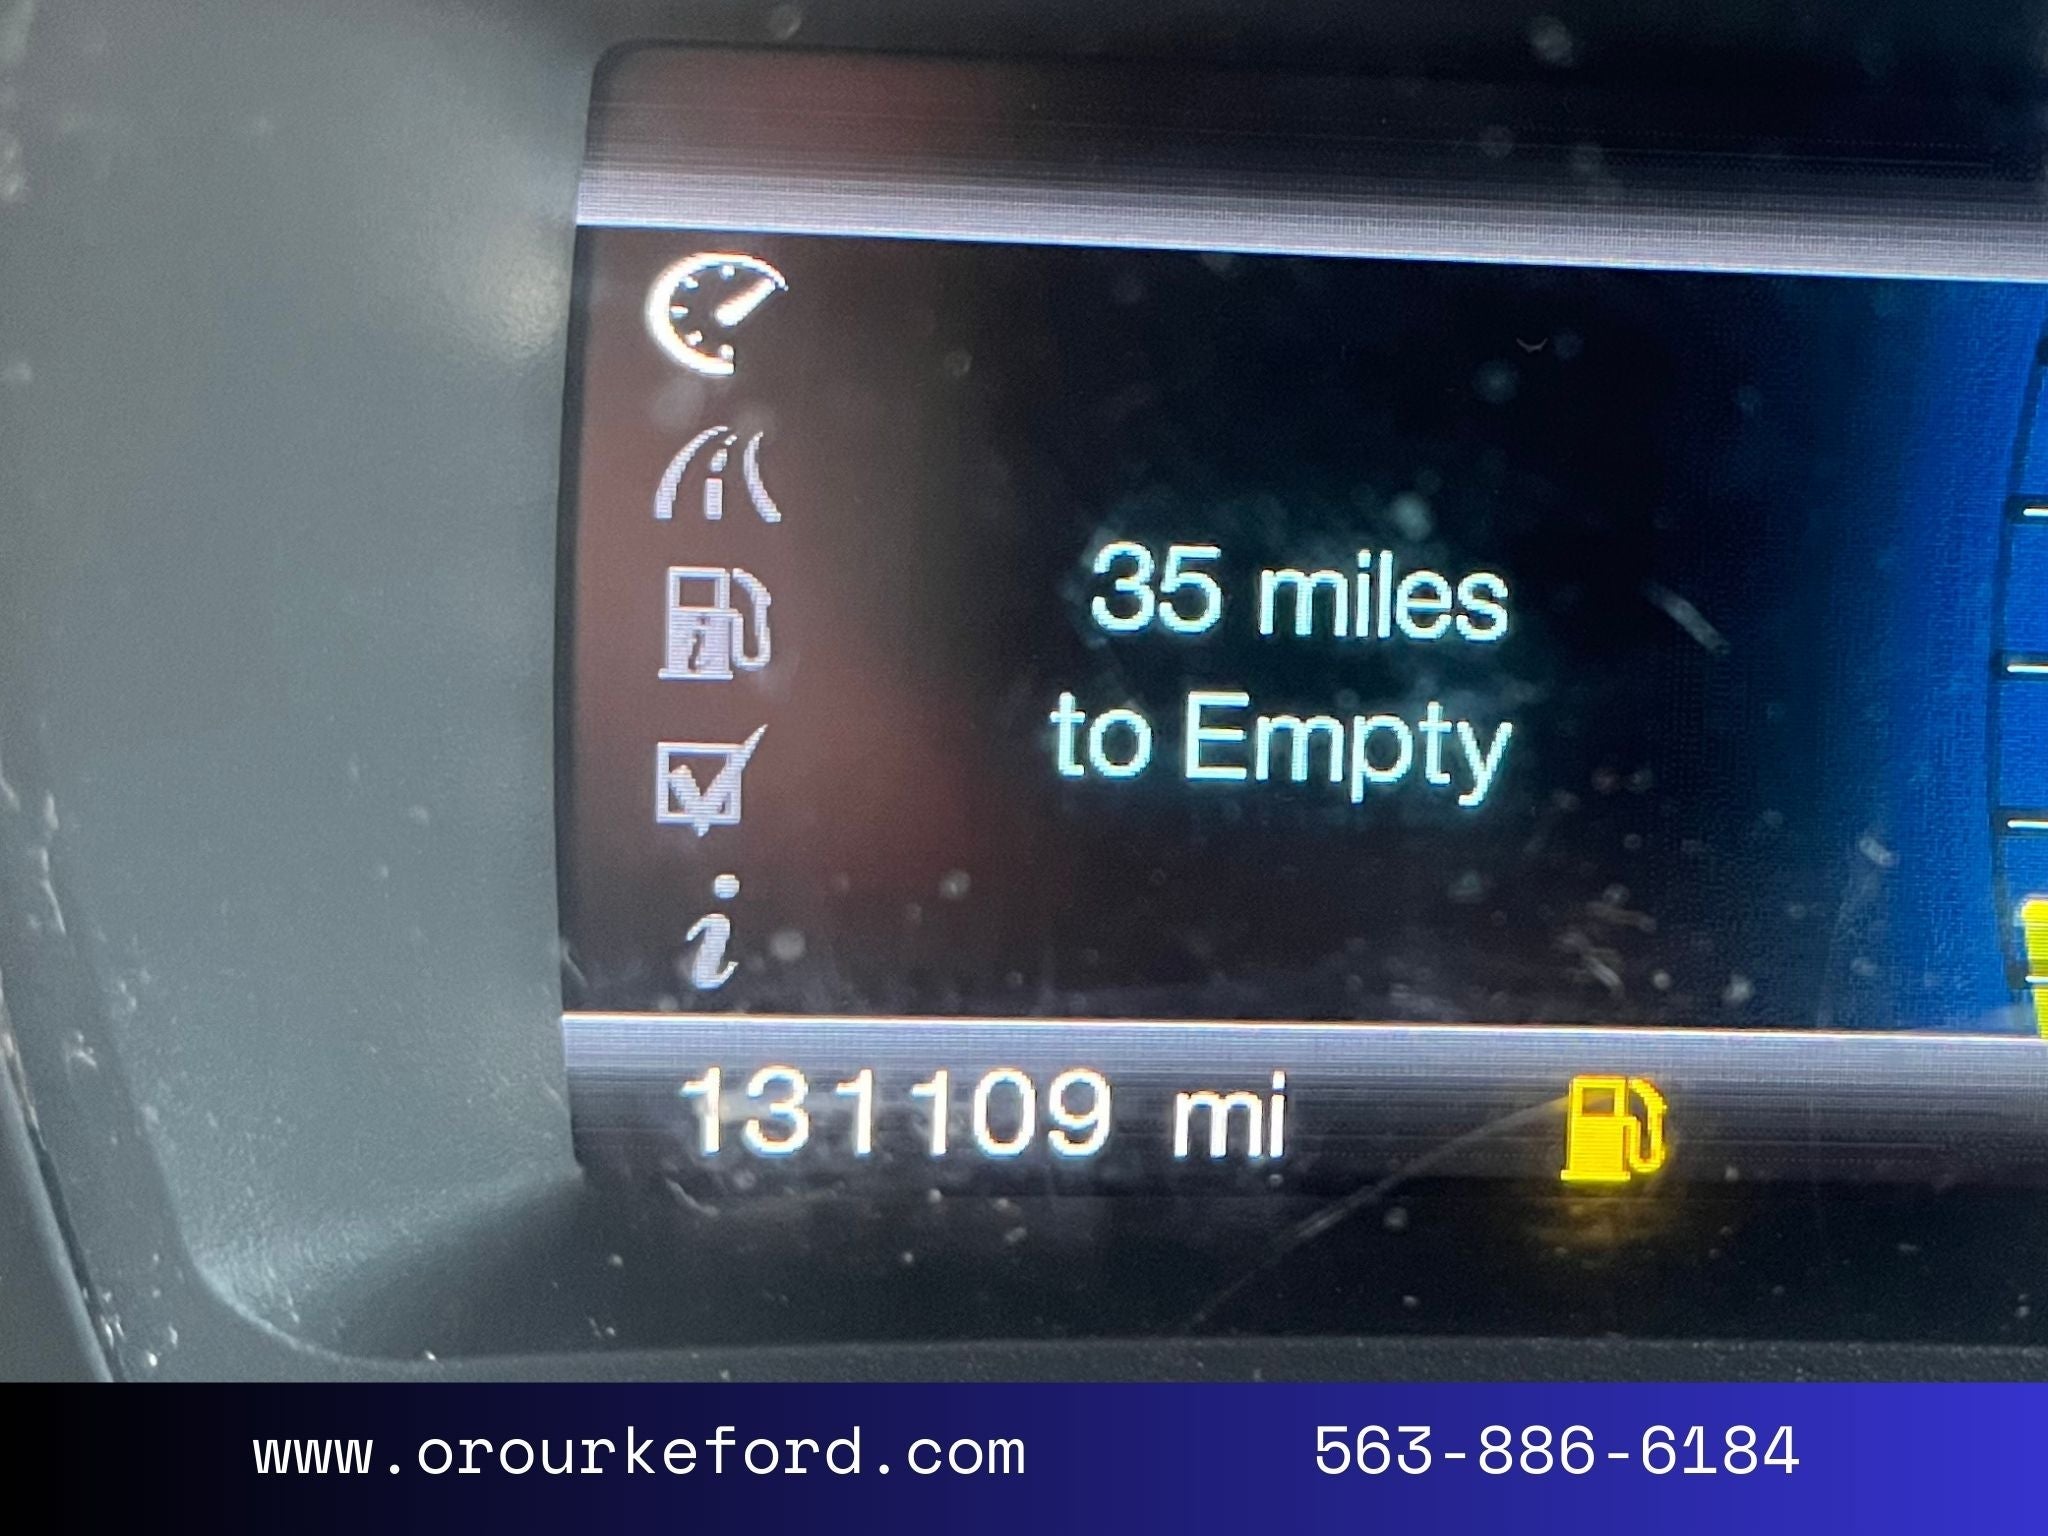 35 miles
to Empty
i
131109 mi
www.orourkeford.com
563-886-6184